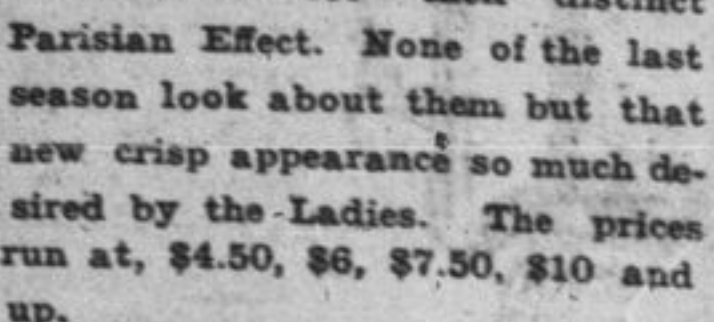 distinct
Parisian Effect. None of the last
season look about them but that
new crisp appearance so much de-
sired by the Ladies. The prices
run at, $4.50, $6, $7.50, $10 and
up.